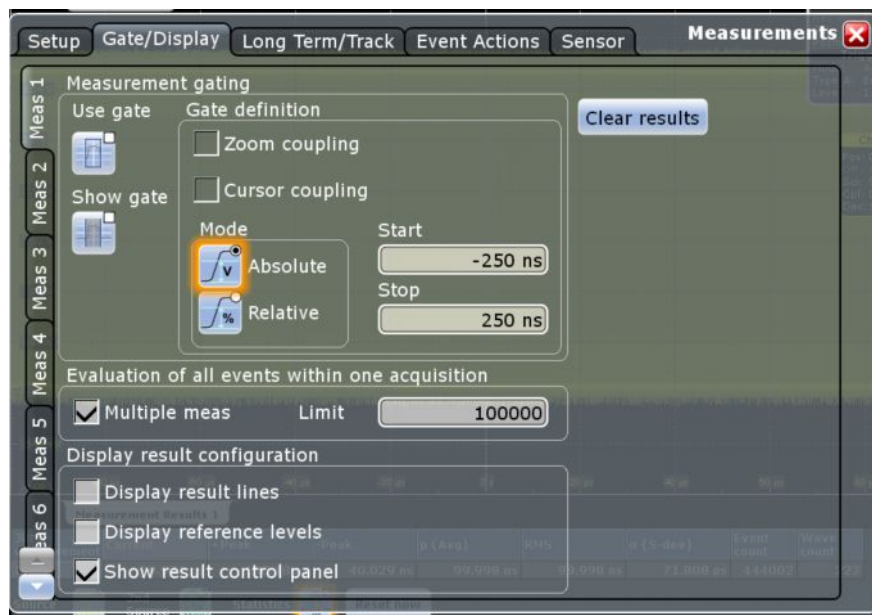 Setup Gate/Display Long Term/Track Event Actions Sensor Measurements
Meas 1
Meas 2
Meas 3
Meas 4
Meas 5
Measurement gating
Use gate
Gate definition
Clear results
Zoom coupling
Show gate
Cursor coupling
Mode
Start
V
Absolute
-250 ns
Stop
%
Relative
250 ns
Evaluation of all events within one acquisition
Multiple meas Limit 100000
Display result configuration
Display result lines
Measurement Results 1
Display reference levels
Show result control panel